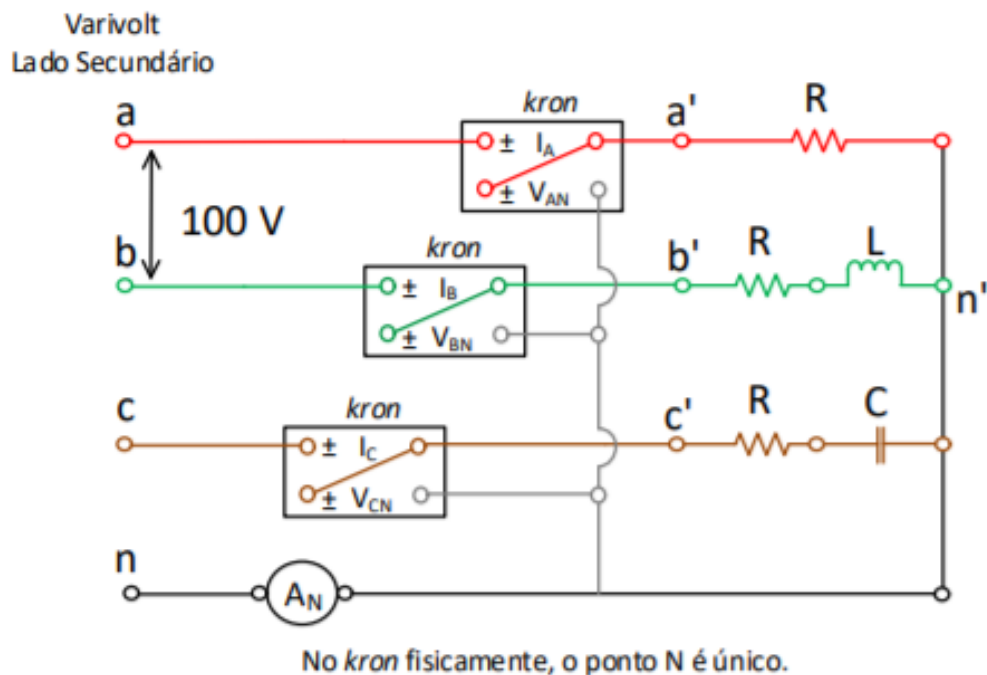 Varivolt
Lado Secundário
a
kron
± I_A
± V_AN
a'
R
100 V
b
kron
± I_B
± V_BN
b'
R
L
n'
c
kron
± I_C
± V_CN
c'
R
C
n
A_N
No kron fisicamente, o ponto N é único.